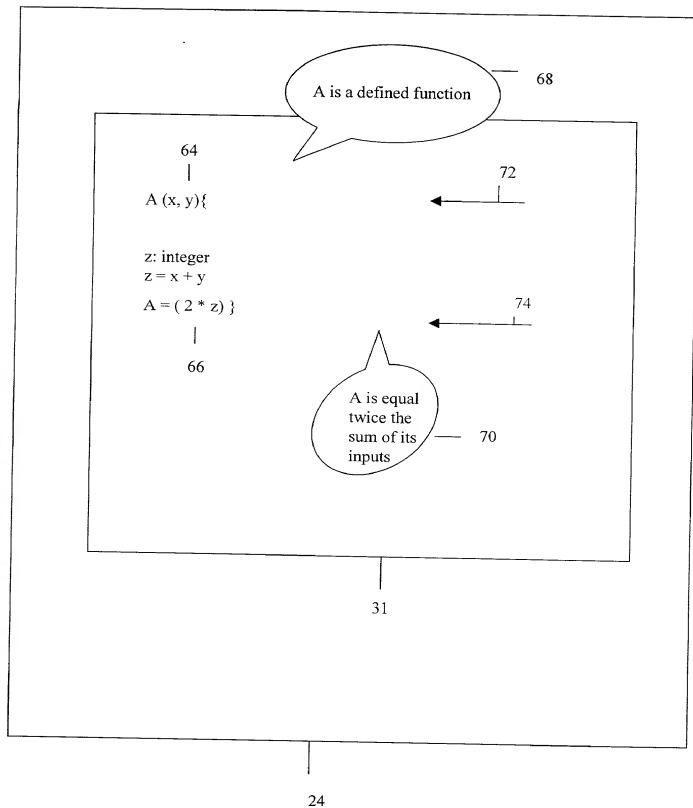 A is a defined function
68
64
72
A (x, y){
z: integer
z = x + y
74
A = ( 2 * z) }
66
A is equal
twice the
sum of its
inputs
70
31
24